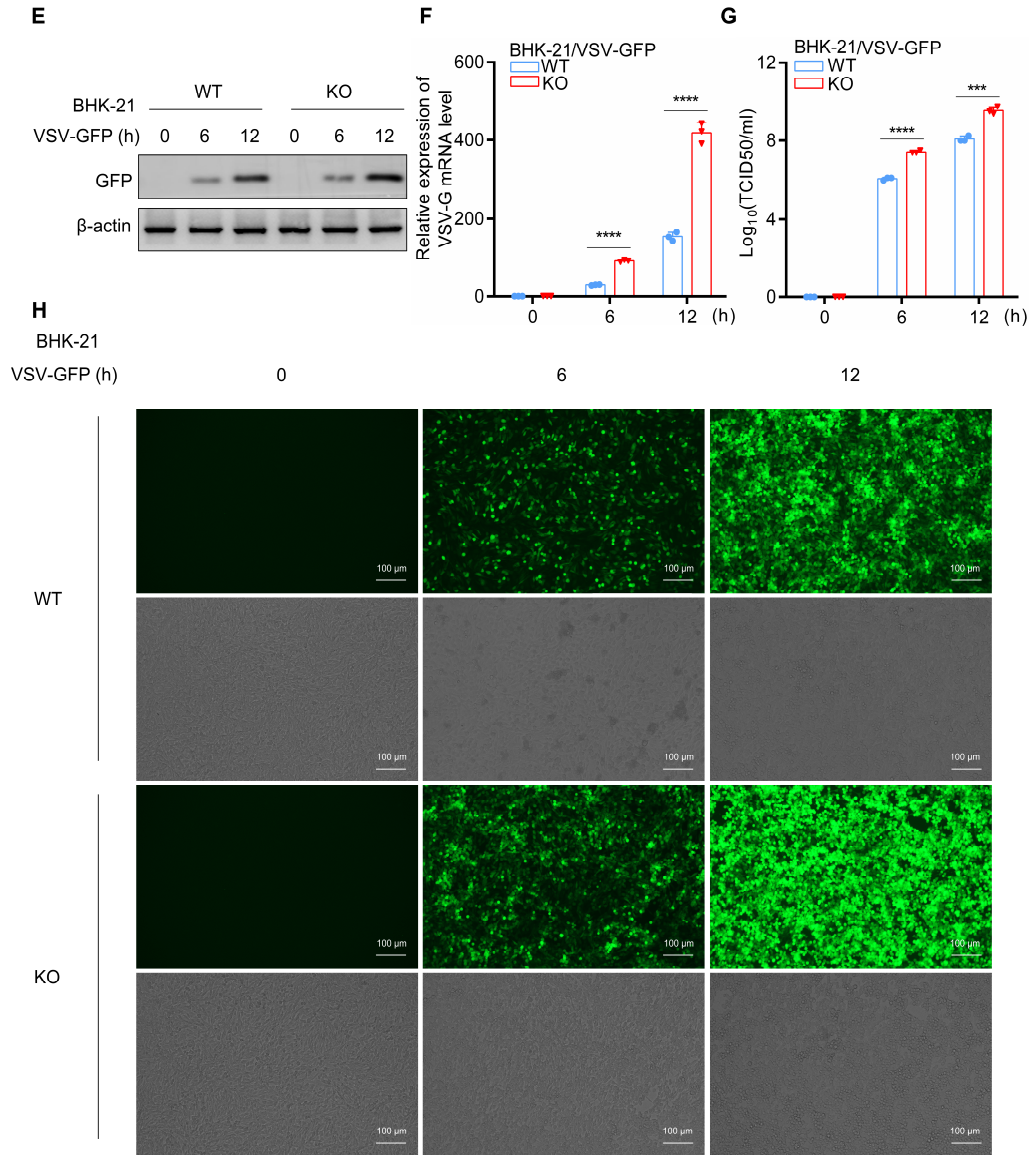 E
WT KO
BHK-21
VSV-GFP (h) 0 6 12 0 6 12
GFP
β-actin
F
BHK-21/VSV-GFP
WT
KO
Relative expression of
VSV-G mRNA level
600
400
200
0
****
****
0 6 12 (h)
G
BHK-21/VSV-GFP
WT
KO
Log10(TCID50/ml)
12
8
4
0
****
***
0 6 12 (h)
H
BHK-21
VSV-GFP (h) 0 6 12
WT
100 μm 100 μm 100 μm
100 μm 100 μm 100 μm
KO
100 μm 100 μm 100 μm
100 μm 100 μm 100 μm